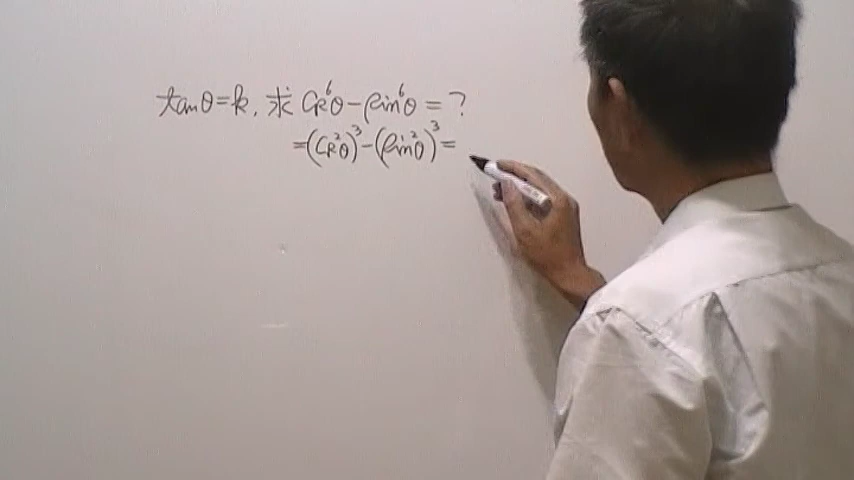 tanθ=k, 求 cos⁶θ-sin⁶θ=?
=(cos²θ)³-(sin²θ)³=